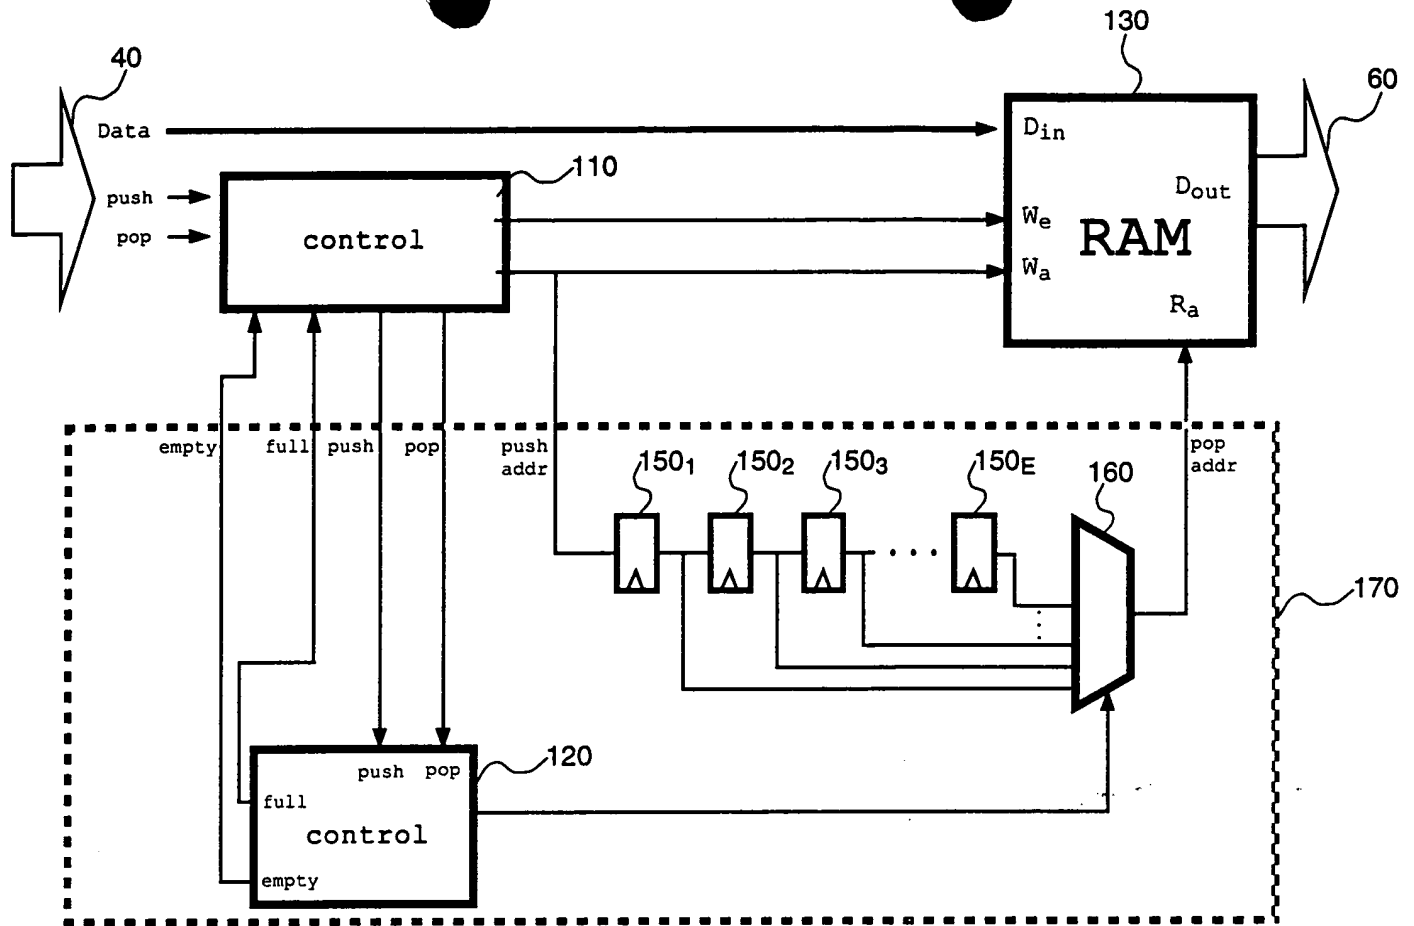 130
40
60
Data
Din
110
push
Dout
control
We
RAM
pop
Wa
Ra
empty
full
push
pop
push
addr
pop
addr
1501
1502
1503
150E
160
170
120
push
pop
full
control
empty